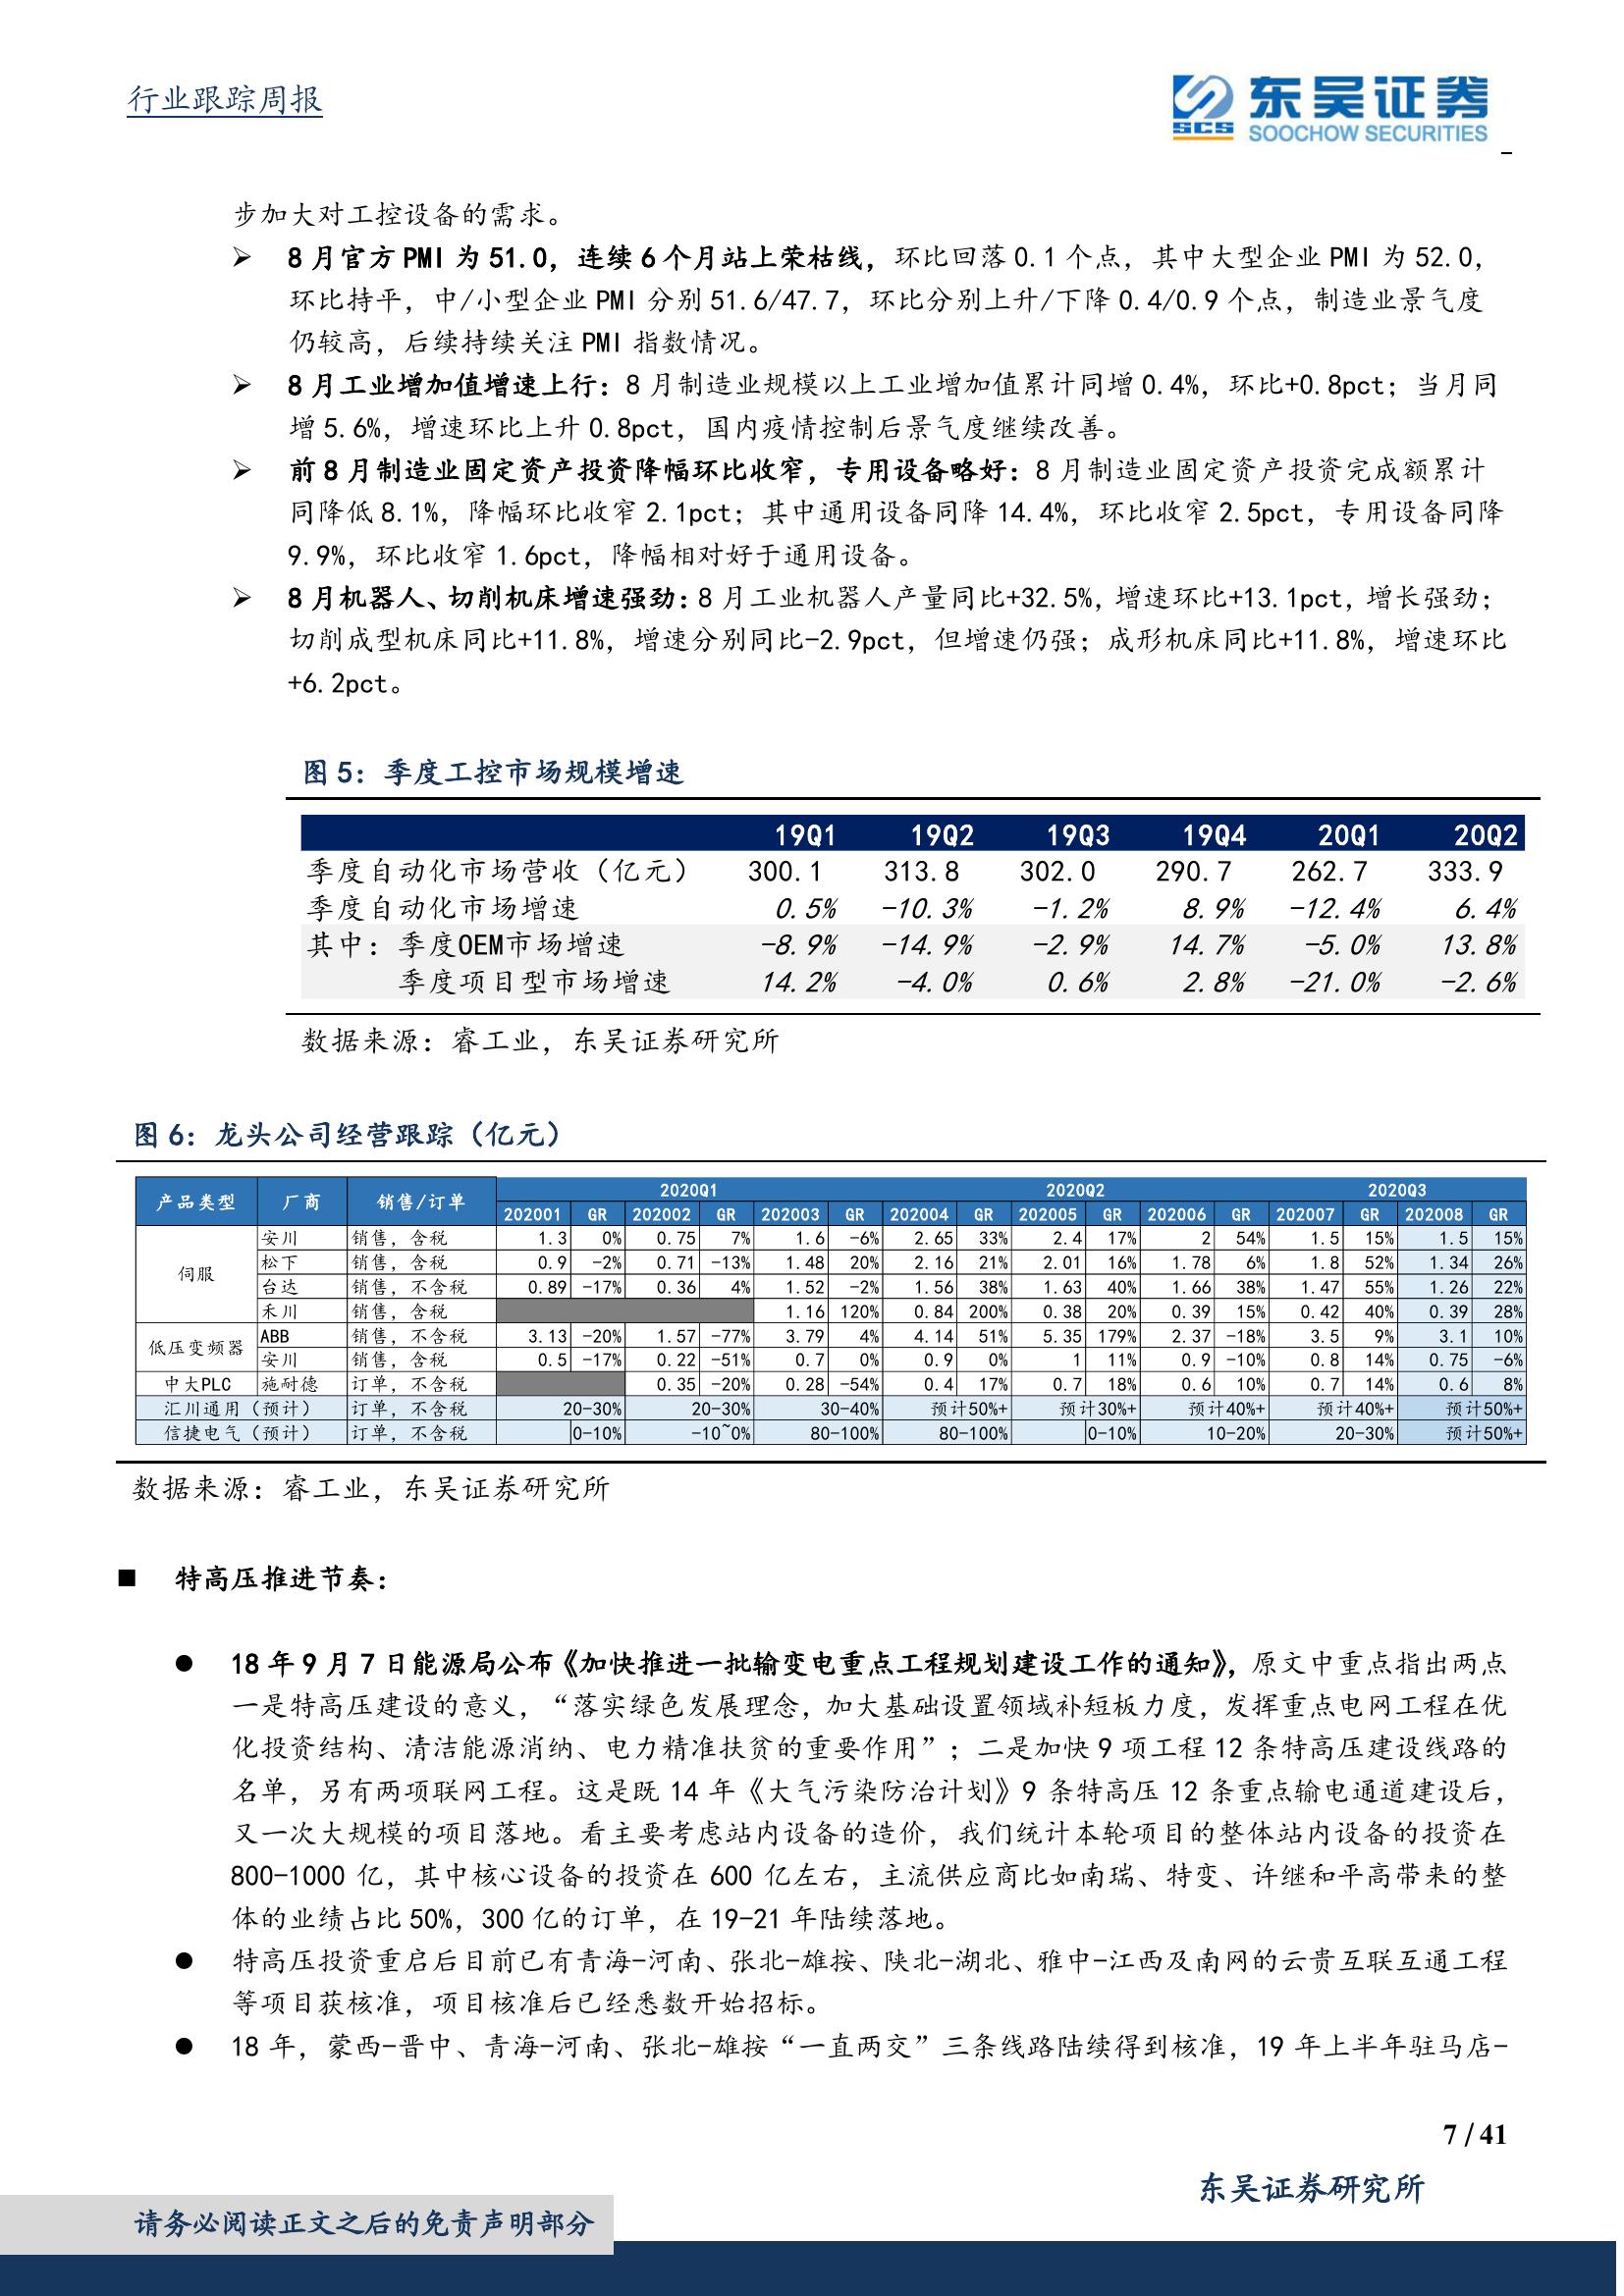 行业跟踪周报
SCS
东吴证券
SOOCHOW SECURITIES
步加大对工控设备的需求。
➢ 8 月官方 PMI 为 51.0，连续 6 个月站上荣枯线，环比回落 0.1 个点，其中大型企业 PMI 为 52.0，
环比持平，中/小型企业 PMI 分别 51.6/47.7，环比分别上升/下降 0.4/0.9 个点，制造业景气度
仍较高，后续持续关注 PMI 指数情况。
➢ 8 月工业增加值增速上行：8 月制造业规模以上工业增加值累计同增 0.4%，环比+0.8pct；当月同
增 5.6%，增速环比上升 0.8pct，国内疫情控制后景气度继续改善。
➢ 前 8 月制造业固定资产投资降幅环比收窄，专用设备略好：8 月制造业固定资产投资完成额累计
同降低 8.1%，降幅环比收窄 2.1pct；其中通用设备同降 14.4%，环比收窄 2.5pct，专用设备同降
9.9%，环比收窄 1.6pct，降幅相对好于通用设备。
➢ 8 月机器人、切削机床增速强劲：8 月工业机器人产量同比+32.5%，增速环比+13.1pct，增长强劲；
切削成型机床同比+11.8%，增速分别同比-2.9pct，但增速仍强；成形机床同比+11.8%，增速环比
+6.2pct。
图 5：季度工控市场规模增速
19Q1 19Q2 19Q3 19Q4 20Q1 20Q2
季度自动化市场营收（亿元） 300.1 313.8 302.0 290.7 262.7 333.9
季度自动化市场增速 0.5% -10.3% -1.2% 8.9% -12.4% 6.4%
其中：季度OEM市场增速 -8.9% -14.9% -2.9% 14.7% -5.0% 13.8%
季度项目型市场增速 14.2% -4.0% 0.6% 2.8% -21.0% -2.6%
数据来源：睿工业，东吴证券研究所
图 6：龙头公司经营跟踪（亿元）
产品类型 厂商 销售/订单 2020Q1 2020Q2 2020Q3
202001 GR 202002 GR 202003 GR 202004 GR 202005 GR 202006 GR 202007 GR 202008 GR
伺服 安川 销售，含税 1.3 0% 0.75 7% 1.6 -6% 2.65 33% 2.4 17% 2 54% 1.5 15% 1.5 15%
松下 销售，含税 0.9 -2% 0.71 -13% 1.48 20% 2.16 21% 2.01 16% 1.78 6% 1.8 52% 1.34 26%
台达 销售，不含税 0.89 -17% 0.36 4% 1.52 -2% 1.56 38% 1.63 40% 1.66 38% 1.47 55% 1.26 22%
禾川 销售，含税 1.16 120% 0.84 200% 0.38 20% 0.39 15% 0.42 40% 0.39 28%
低压变频器 ABB 销售，不含税 3.13 -20% 1.57 -77% 3.79 4% 4.14 51% 5.35 179% 2.37 -18% 3.5 9% 3.1 10%
安川 销售，含税 0.5 -17% 0.22 -51% 0.7 0% 0.9 0% 1 11% 0.9 -10% 0.8 14% 0.75 -6%
中大PLC 施耐德 订单，不含税 0.35 -20% 0.28 -54% 0.4 17% 0.7 18% 0.6 10% 0.7 14% 0.6 8%
汇川通用（预计） 订单，不含税 20-30% 20-30% 30-40% 预计50%+ 预计30%+ 预计40%+ 预计40%+ 预计50%+
信捷电气（预计） 订单，不含税 0-10% -10~0% 80-100% 80-100% 0-10% 10-20% 20-30% 预计50%+
数据来源：睿工业，东吴证券研究所
■ 特高压推进节奏：
● 18 年 9 月 7 日能源局公布《加快推进一批输变电重点工程规划建设工作的通知》，原文中重点指出两点
一是特高压建设的意义，“落实绿色发展理念，加大基础设置领域补短板力度，发挥重点电网工程在优
化投资结构、清洁能源消纳、电力精准扶贫的重要作用”；二是加快 9 项工程 12 条特高压建设线路的
名单，另有两项联网工程。这是既 14 年《大气污染防治计划》9 条特高压 12 条重点输电通道建设后，
又一次大规模的项目落地。看主要考虑站内设备的造价，我们统计本轮项目的整体站内设备的投资在
800-1000 亿，其中核心设备的投资在 600 亿左右，主流供应商比如南瑞、特变、许继和平高带来的整
体的业绩占比 50%，300 亿的订单，在 19-21 年陆续落地。
● 特高压投资重启后目前已有青海-河南、张北-雄按、陕北-湖北、雅中-江西及南网的云贵互联互通工程
等项目获核准，项目核准后已经悉数开始招标。
● 18 年，蒙西-晋中、青海-河南、张北-雄按“一直两交”三条线路陆续得到核准，19 年上半年驻马店-
7 / 41
东吴证券研究所
请务必阅读正文之后的免责声明部分